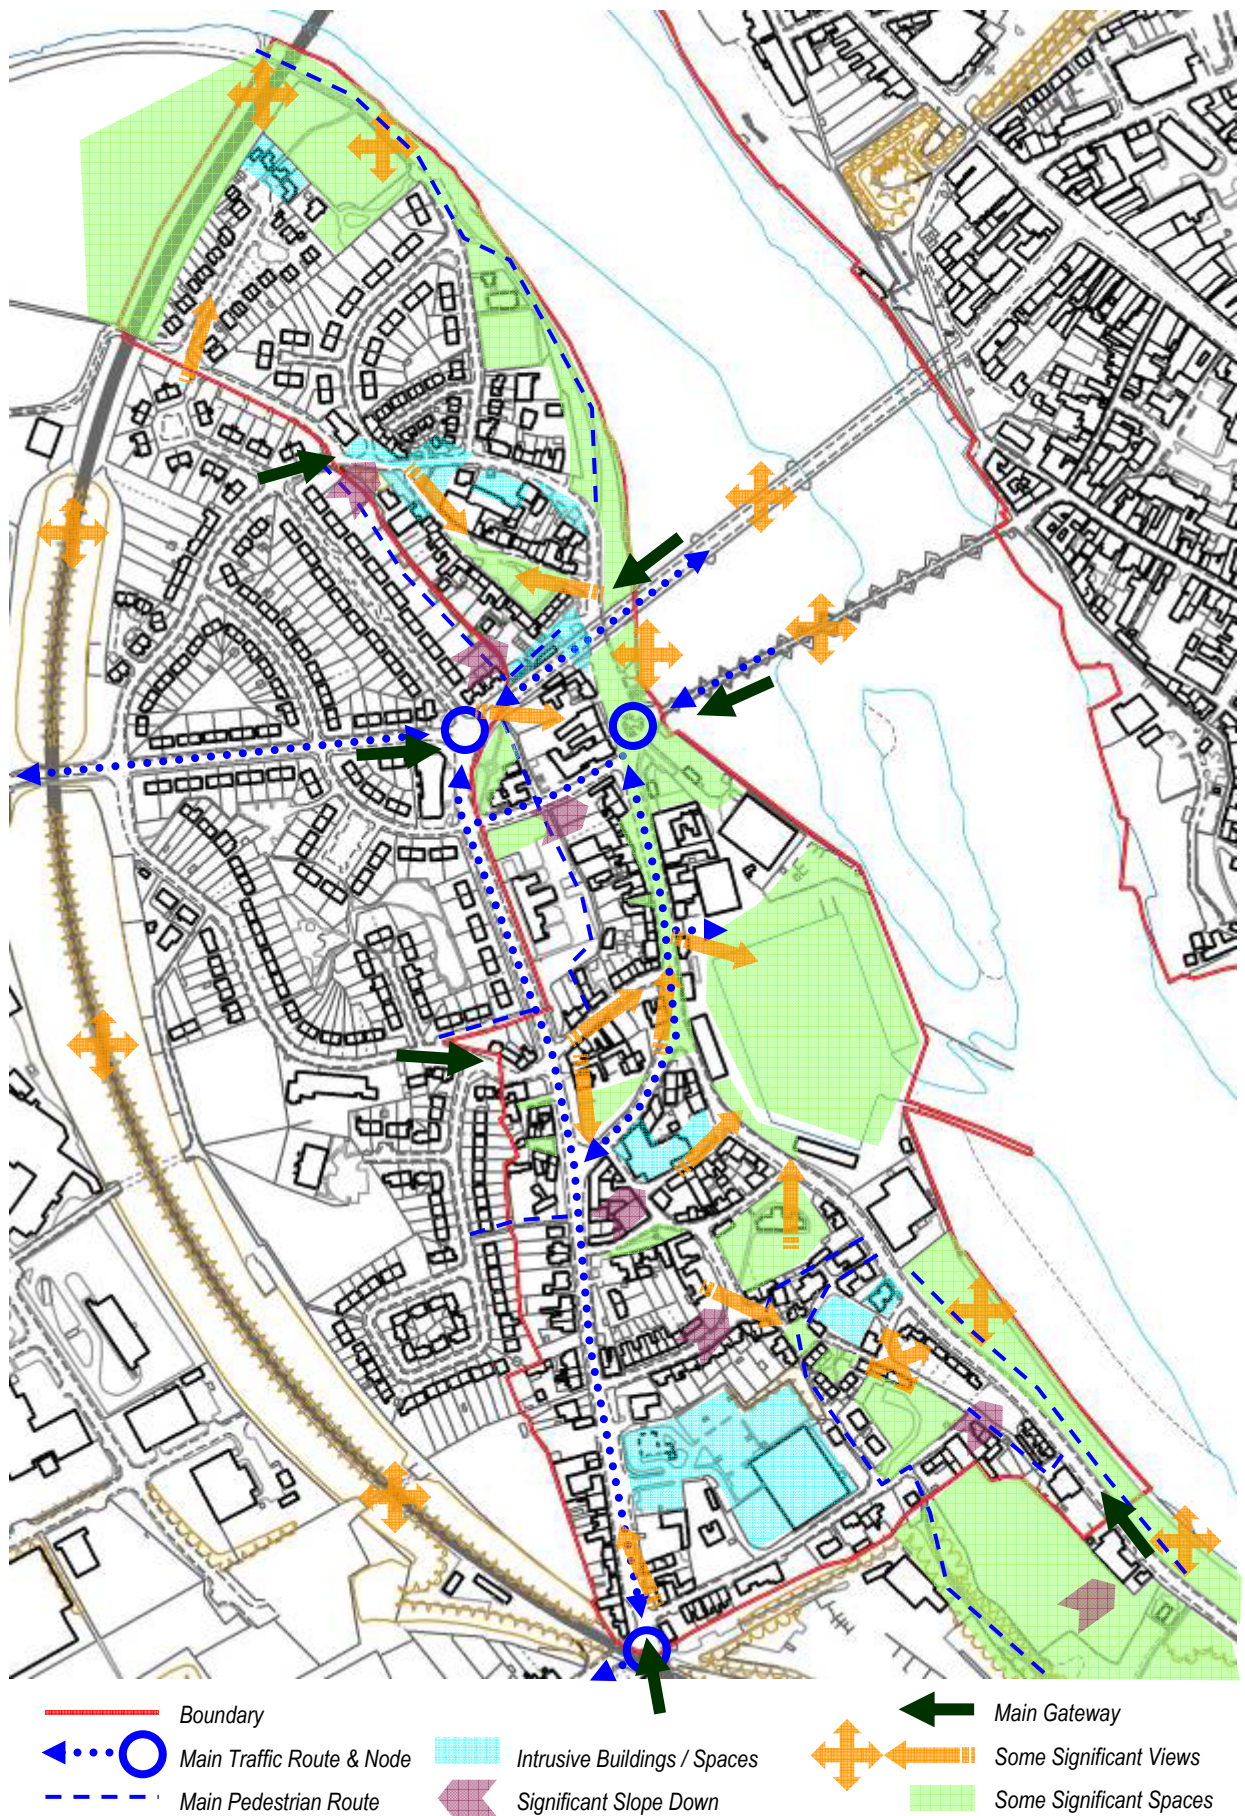 Boundary
Main Gateway
Main Traffic Route & Node
Intrusive Buildings / Spaces
Some Significant Views
Main Pedestrian Route
Significant Slope Down
Some Significant Spaces